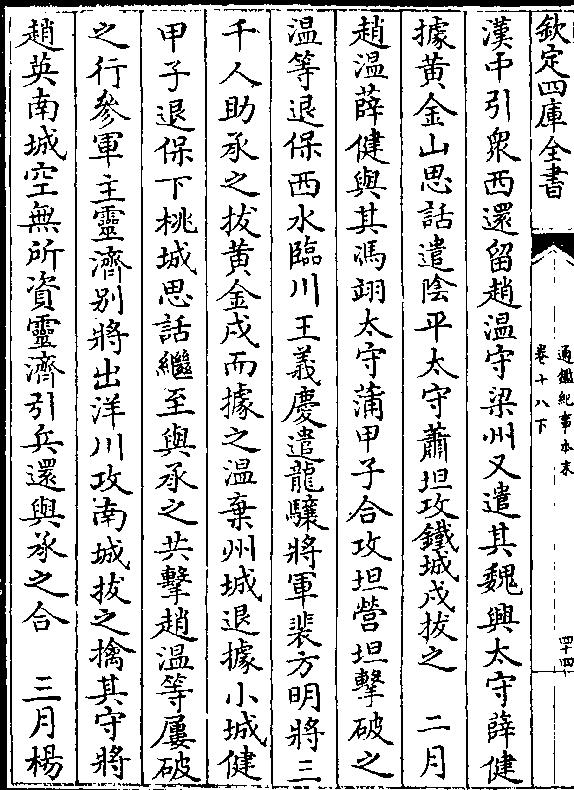 欽定四庫全書
通鑑紀事本末
卷十八下
四十四
漢中引衆西還留趙温守梁州又遣其魏興太守薛健
據黄金山思話遣陰平太守蕭坦攻鐵城戍拔之　二月
趙温薛健與其馮翊太守蒲甲子合攻坦營坦擊破之
温等退保西水臨川王義慶遣龍驤將軍裴方明將三
千人助承之拔黄金戍而據之温棄州城退據小城健
甲子退保下桃城思話繼至與承之共擊趙温等屢破
之行參軍主靈濟别將出洋川攻南城拔之擒其守將
趙英南城空無所資靈濟引兵還與承之合　三月楊